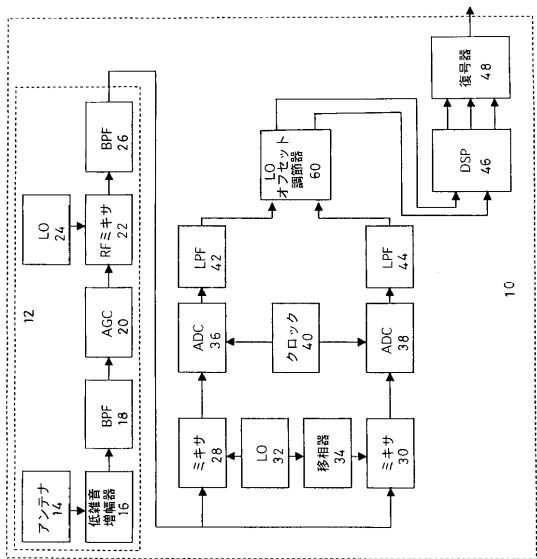 アンテナ
14
低雑音
増幅器
16
BPF
18
AGC
20
LO
24
RFミキサ
22
BPF
26
12
ミキサ
28
LO
32
移相器
34
ミキサ
30
ADC
36
クロック
40
ADC
38
LPF
42
LPF
44
LO
オフセット
調節器
60
DSP
46
復号器
48
10